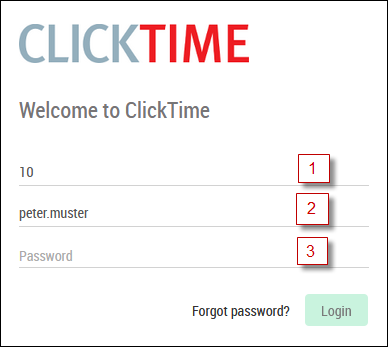 CLICKTIME
Welcome to ClickTime
10 1
peter.muster 2
Password 3
Forgot password? Login